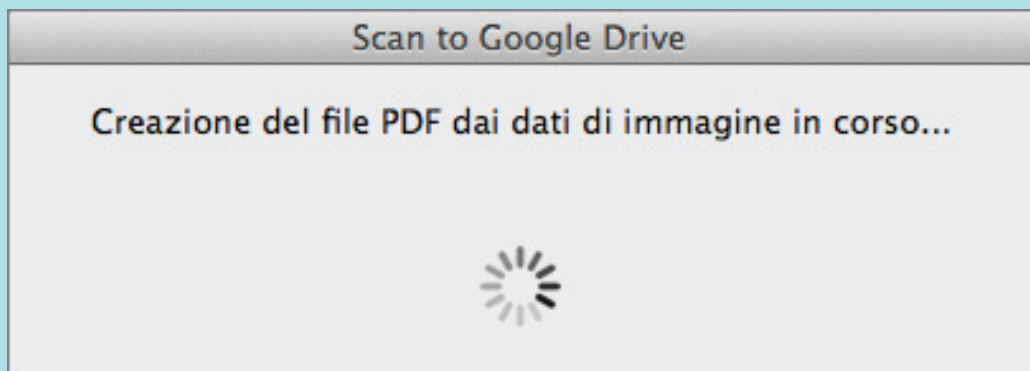 Scan to Google Drive
Creazione del file PDF dai dati di immagine in corso...